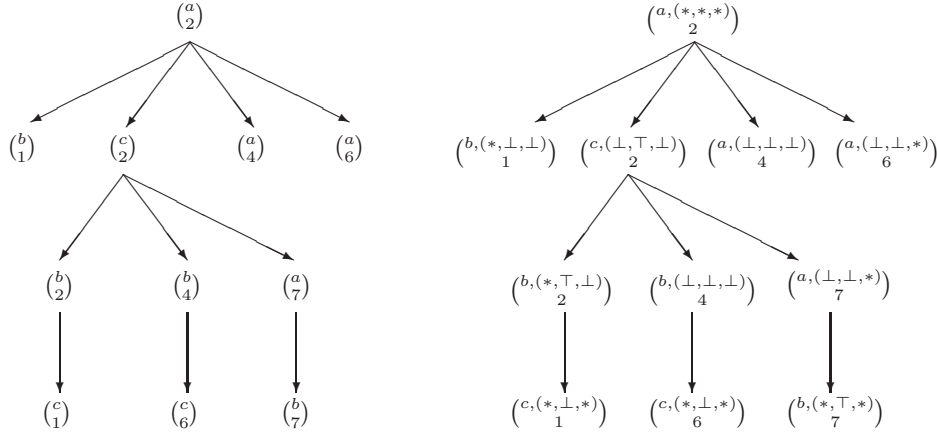 (a 2) (a,(∗,∗,∗) 2)
(b 1) (c 2) (a 4) (a 6) (b,(∗,⊥,⊥) 1) (c,(⊥,⊤,⊥) 2) (a,(⊥,⊥,⊥) 4) (a,(⊥,⊥,∗) 6)
(b 2) (b 4) (a 7) (b,(∗,⊤,⊥) 2) (b,(⊥,⊥,⊥) 4) (a,(⊥,⊥,∗) 7)
(c 1) (c 6) (b 7) (c,(∗,⊥,∗) 1) (c,(∗,⊥,∗) 6) (b,(∗,⊤,∗) 7)